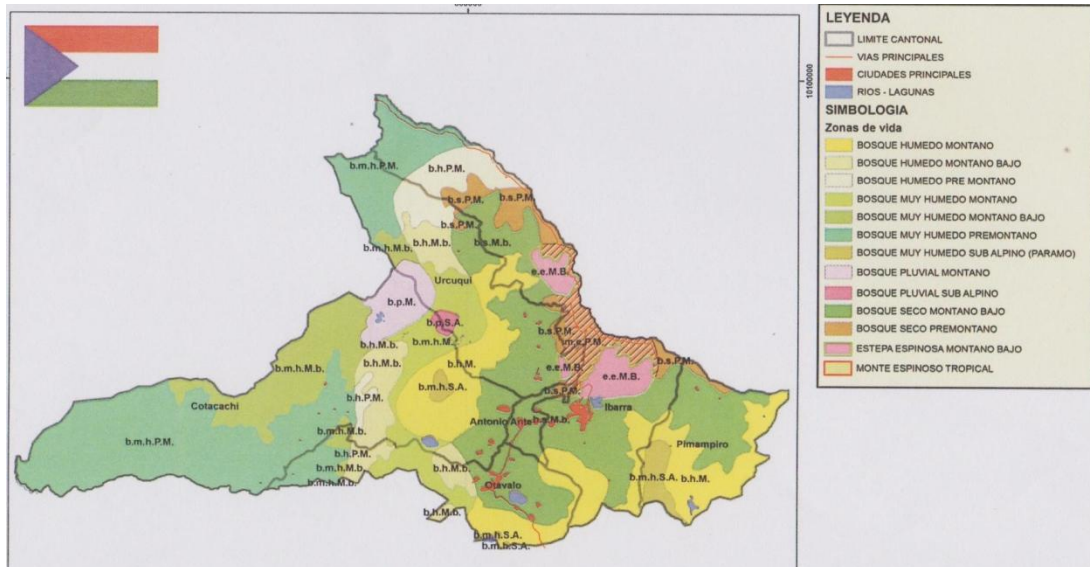 10100000
LEYENDA
LIMITE CANTONAL
VIAS PRINCIPALES
CIUDADES PRINCIPALES
RIOS - LAGUNAS
SIMBOLOGIA
Zonas de vida
BOSQUE HUMEDO MONTANO
BOSQUE HUMEDO MONTANO BAJO
BOSQUE HUMEDO PRE MONTANO
BOSQUE MUY HUMEDO MONTANO
BOSQUE MUY HUMEDO MONTANO BAJO
BOSQUE MUY HUMEDO PREMONTANO
BOSQUE MUY HUMEDO SUB ALPINO (PARAMO)
BOSQUE PLUVIAL MONTANO
BOSQUE PLUVIAL SUB ALPINO
BOSQUE SECO MONTANO BAJO
BOSQUE SECO PREMONTANO
ESTEPA ESPINOSA MONTANO BAJO
MONTE ESPINOSO TROPICAL
b.m.h.P.M.
b.h.P.M.
b.s.P.M.
b.s.P.M.
b.s.P.M.
b.m.h.M.b.
b.h.M.b.
b.s.M.b.
Urcuqui
e.e.M.B.
b.p.M.
b.p.S.A.
b.s.P.M.
b.h.M.b.
b.m.h.M.
m.s.P.M.
b.h.M.b.
b.h.M.
e.e.M.B.
b.s.P.M.
b.m.h.M.b.
b.m.h.S.A.
e.e.M.B.
b.h.P.M.
b.s.P.M.
Cotacachi
Antonio Ante
b.s.M.b.
Ibarra
b.m.h.P.M.
Pimampiro
b.h.P.M.
b.m.h.M.b.
b.h.M.b.
b.m.h.S.A.
b.h.M.
b.m.h.M.b.
Otavalo
b.h.M.b.
b.m.h.S.A.
b.m.h.S.A.